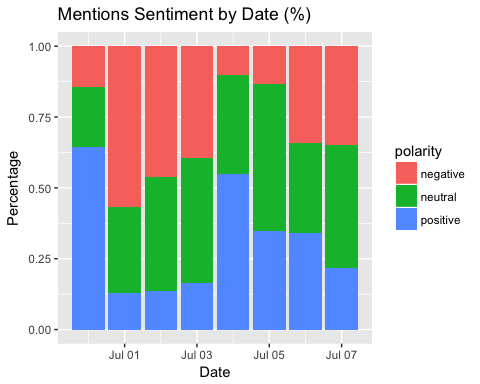 Mentions Sentiment by Date (%)
1.00
0.75
0.50
0.25
0.00
Percentage
Jul 01 Jul 03 Jul 05 Jul 07
Date
polarity
negative
neutral
positive